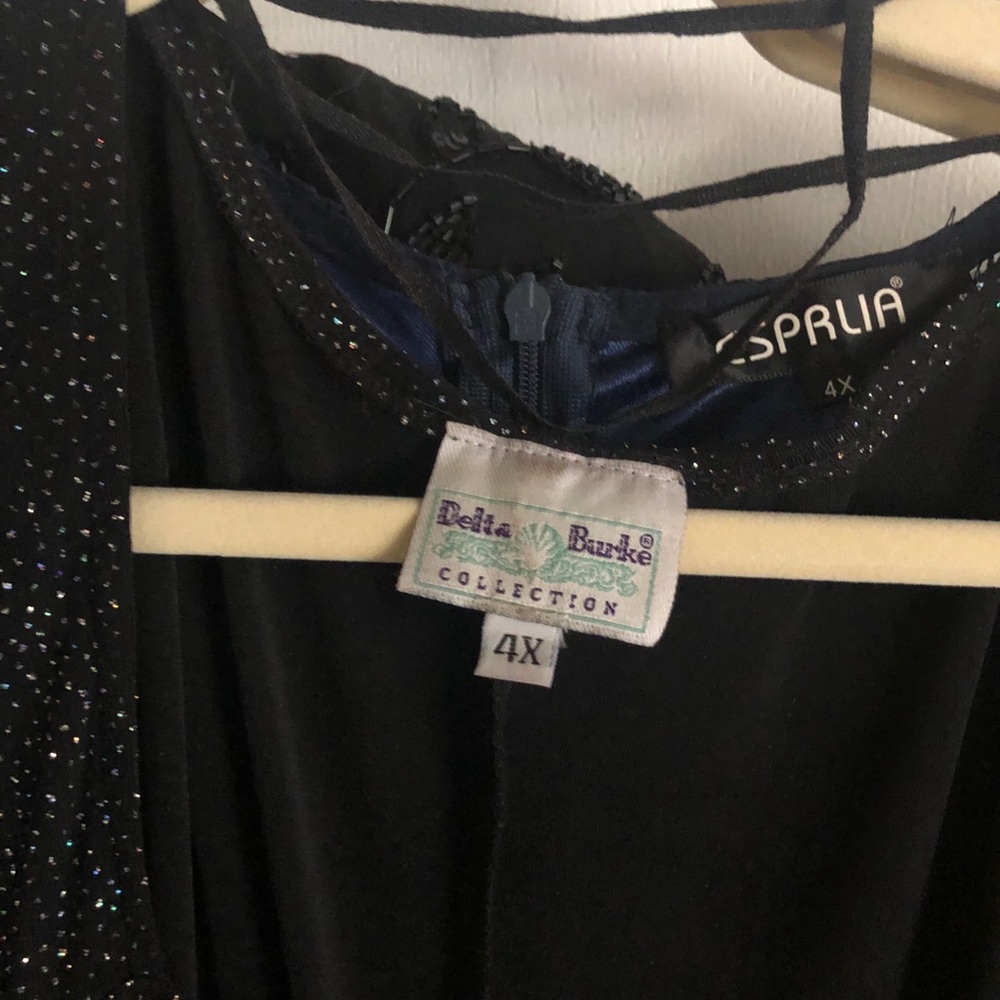 ESPRLIA®
4X
Delta Burke®
COLLECTION
4X